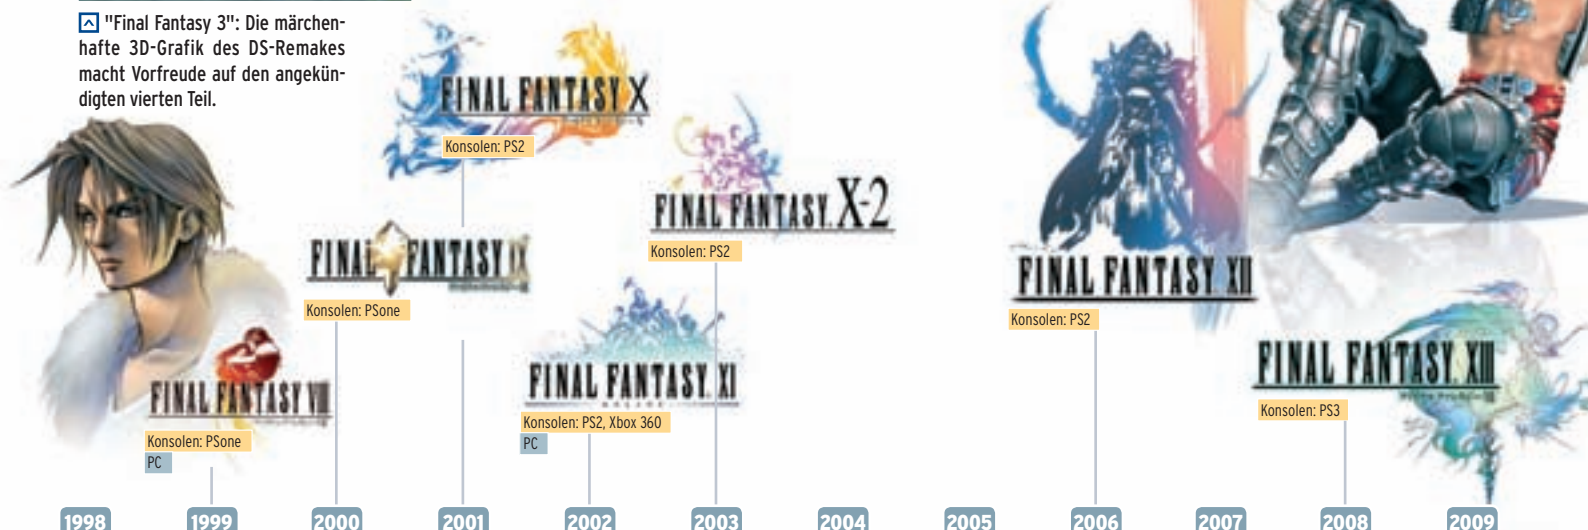 "Final Fantasy 3": Die märchen-
hafte 3D-Grafik des DS-Remakes
macht Vorfreude auf den angekün-
digten vierten Teil.
FINAL FANTASY X
Konsolen: PS2
FINAL FANTASY X-2
Konsolen: PS2
FINAL FANTASY IX
Konsolen: PSone
FINAL FANTASY XII
Konsolen: PS2
FINAL FANTASY XI
Konsolen: PS2, Xbox 360
PC
FINAL FANTASY XIII
Konsolen: PS3
FINAL FANTASY VIII
Konsolen: PSone
PC
1998 1999 2000 2001 2002 2003 2004 2005 2006 2007 2008 2009